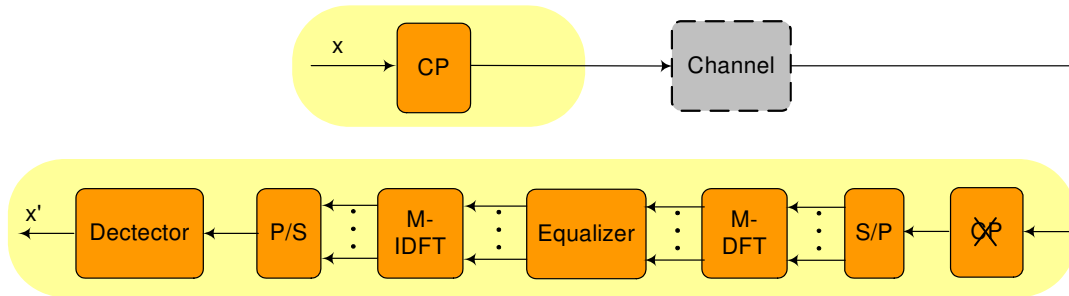 x
CP
Channel
x'
Dectector
P/S
M-
IDFT
Equalizer
M-
DFT
S/P
CP